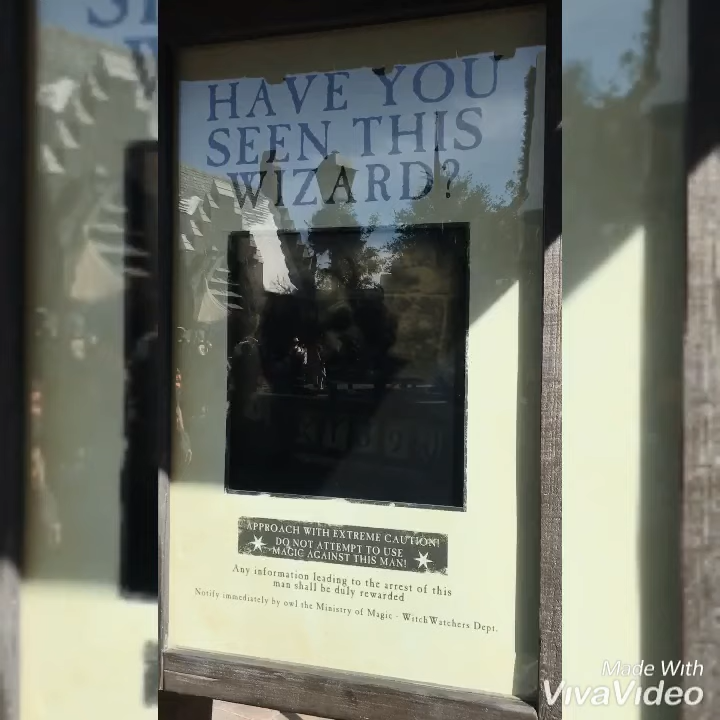 HAVE YOU
SEEN THIS
WIZARD?
APPROACH WITH EXTREME CAUTION!
DO NOT ATTEMPT TO USE
MAGIC AGAINST THIS MAN!
Any information leading to the arrest of this
man shall be duly rewarded
Notify immediately by owl the Ministry of Magic - WitchWatchers Dept.
Made With
VivaVideo